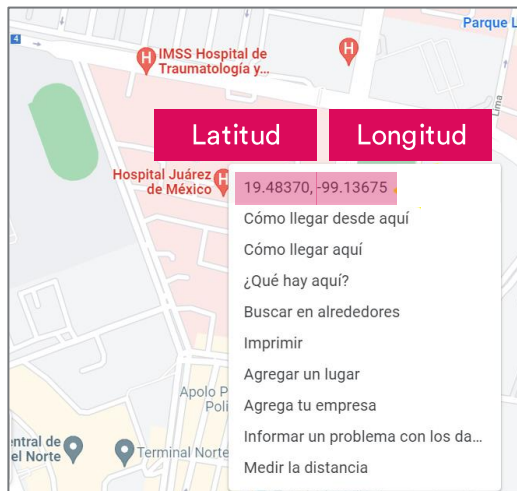 Parque L
4
IMSS Hospital de
Traumatología y...
H
H
Lima
Latitud
Longitud
Hospital Juárez
de México
H
19.48370, -99.13675
Cómo llegar desde aquí
Cómo llegar aquí
¿Qué hay aquí?
Buscar en alrededores
Imprimir
Agregar un lugar
Apolo P
Poli
Agrega tu empresa
Informar un problema con los da...
entral de
el Norte
Terminal Norte
Medir la distancia